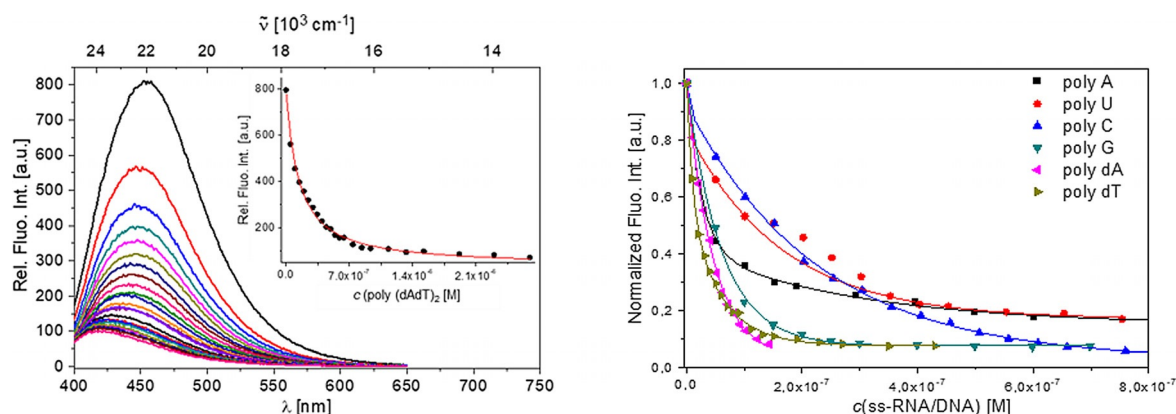 ṽ [10³ cm⁻¹]
24 22 20 18 16 14
Rel. Fluo. Int. [a.u.]
800
700
600
500
400
300
200
100
0
400 450 500 550 600 650 700 750
λ [nm]
Rel. Fluo. Int. [a.u.]
800
600
400
200
0.0 7.0x10⁻⁷ 1.4x10⁻⁶ 2.1x10⁻⁶
c (poly (dAdT)₂ [M]
Normalized Fluo. Int. [a.u.]
1.0
0.8
0.6
0.4
0.2
0.0
0.0 2.0x10⁻⁷ 4.0x10⁻⁷ 6.0x10⁻⁷ 8.0x10⁻⁷
c(ss-RNA/DNA) [M]
poly A
poly U
poly C
poly G
poly dA
poly dT